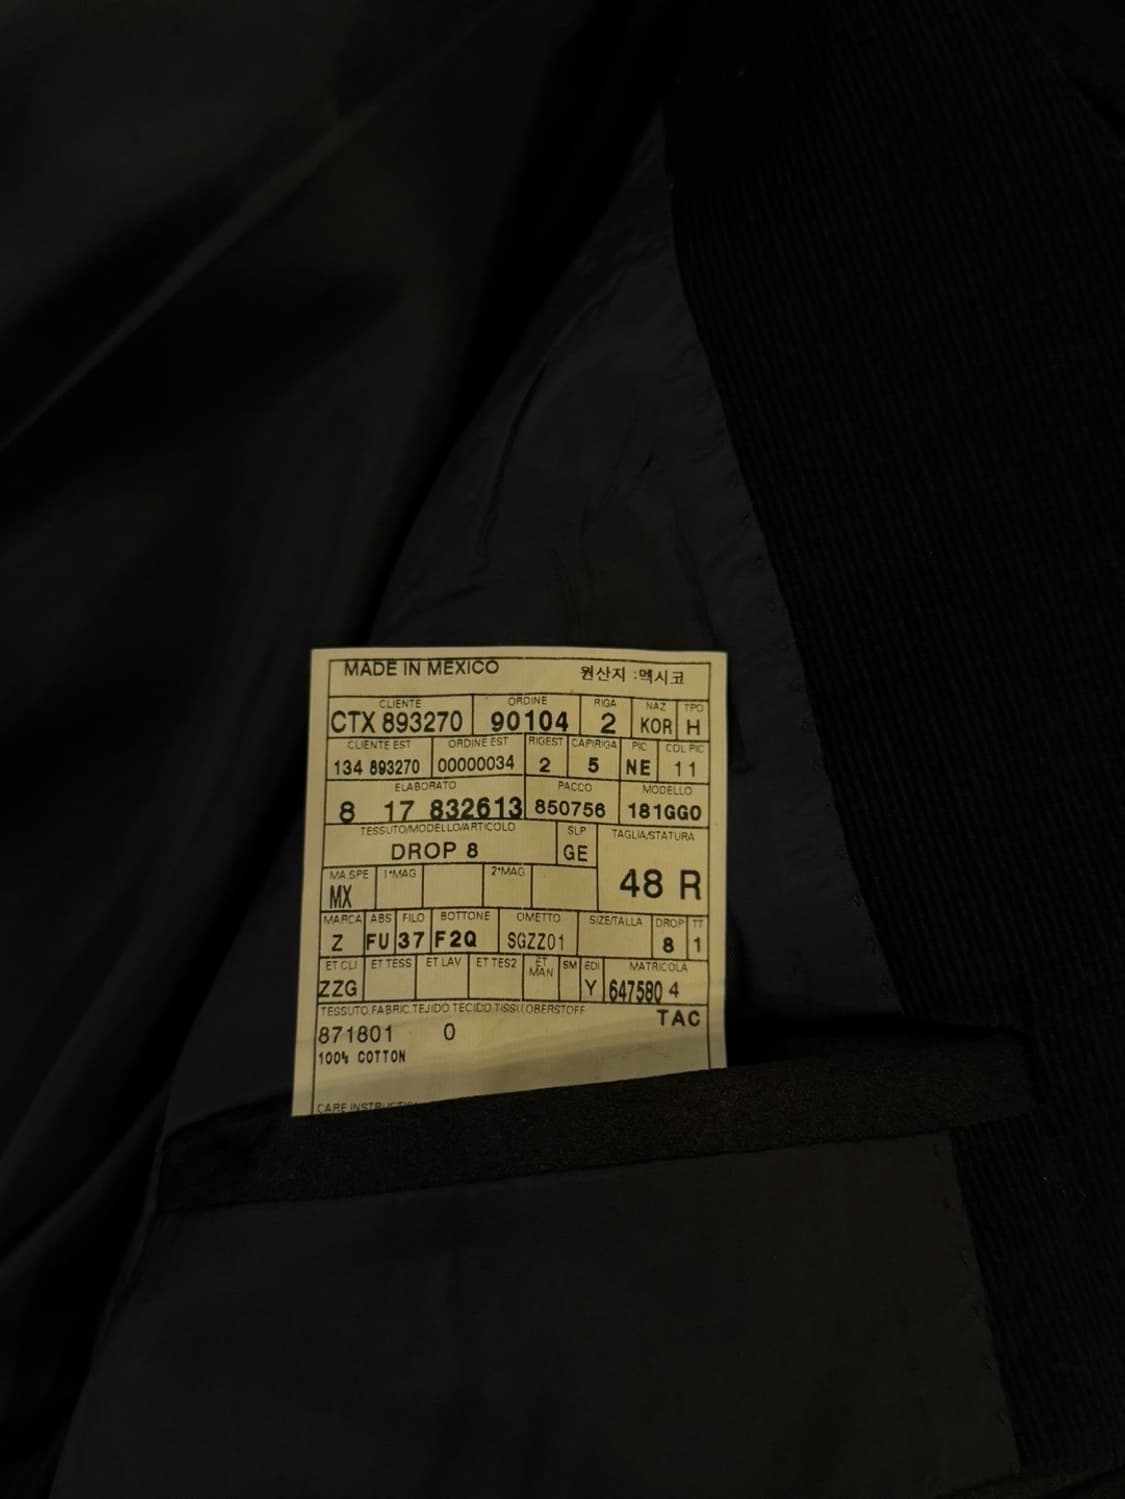 MADE IN MEXICO 원산지 :멕시코
CLIENTE ORDINE RIGA NAZ TPO
CTX 893270 90104 2 KOR H
CLIENTE EST ORDINE EST RIGEST CAPIRIGA PIC COL PIC
134 893270 00000034 2 5 NE 11
ELABORATO PACCO MODELLO
8 17 832613 850756 181GG0
TESSUTO/MODELLO/ARTICOLO SLP TAGLIA/STATURA
DROP 8 GE 48 R
MA SPE 1°MAG 2°MAG
MX
MARCA ABS FILO BOTTONE OMETTO SIZE/TALLA DROP TT
Z FU 37 F2Q SGZZ01 8 1
ET CLI ET TESS ET LAV ET TES2 ET MAN SM EDI MATRICOLA
ZZG Y 647580 4
TESSUTO,FABRIC,TEJIDO,TECIDO,TISSU,OBERSTOFF TAC
871801 0
100% COTTON
CARE